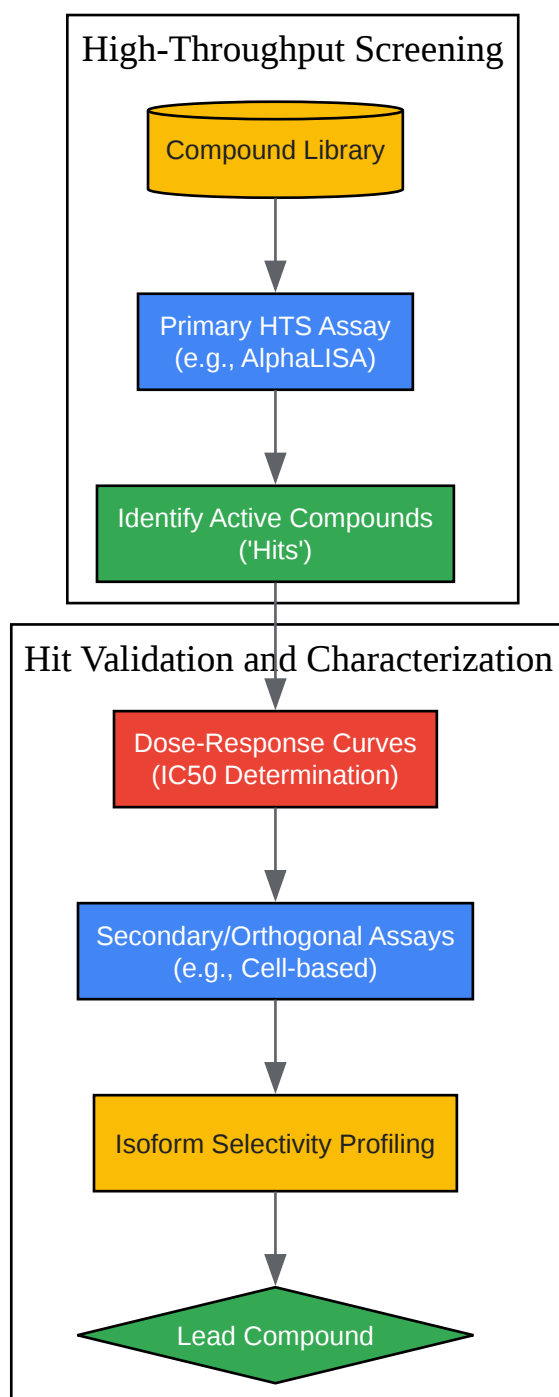 High-Throughput Screening
Compound Library
Primary HTS Assay
(e.g., AlphaLISA)
Identify Active Compounds
('Hits')
Hit Validation and Characterization
Dose-Response Curves
(IC50 Determination)
Secondary/Orthogonal Assays
(e.g., Cell-based)
Isoform Selectivity Profiling
Lead Compound